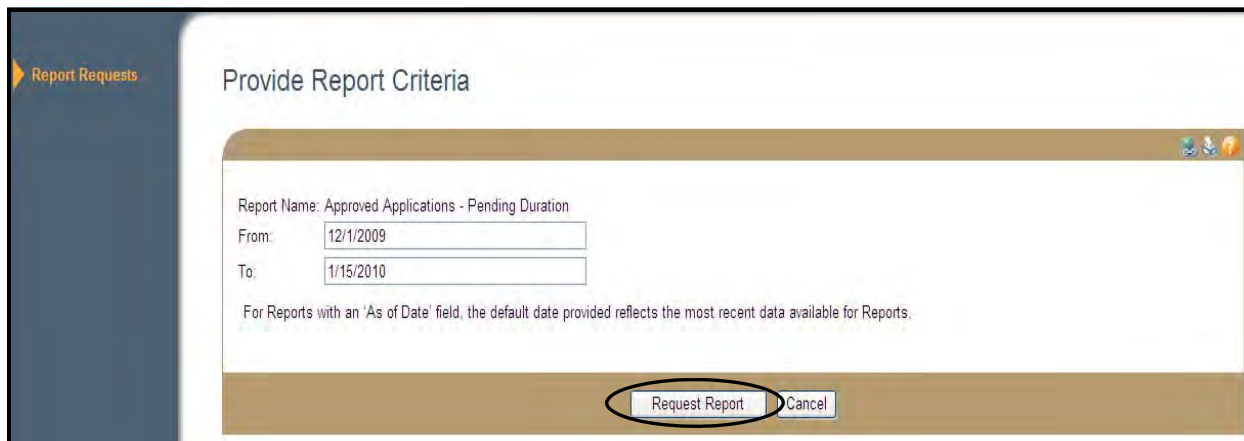 Report Requests
Provide Report Criteria
Report Name: Approved Applications - Pending Duration
From: 12/1/2009
To: 1/15/2010
For Reports with an 'As of Date' field, the default date provided reflects the most recent data available for Reports.
Request Report Cancel